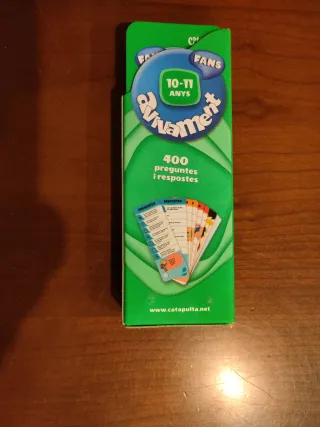 FANS
10-11
ANYS
avivament
400
preguntes
i respostes
www.catapulta.net